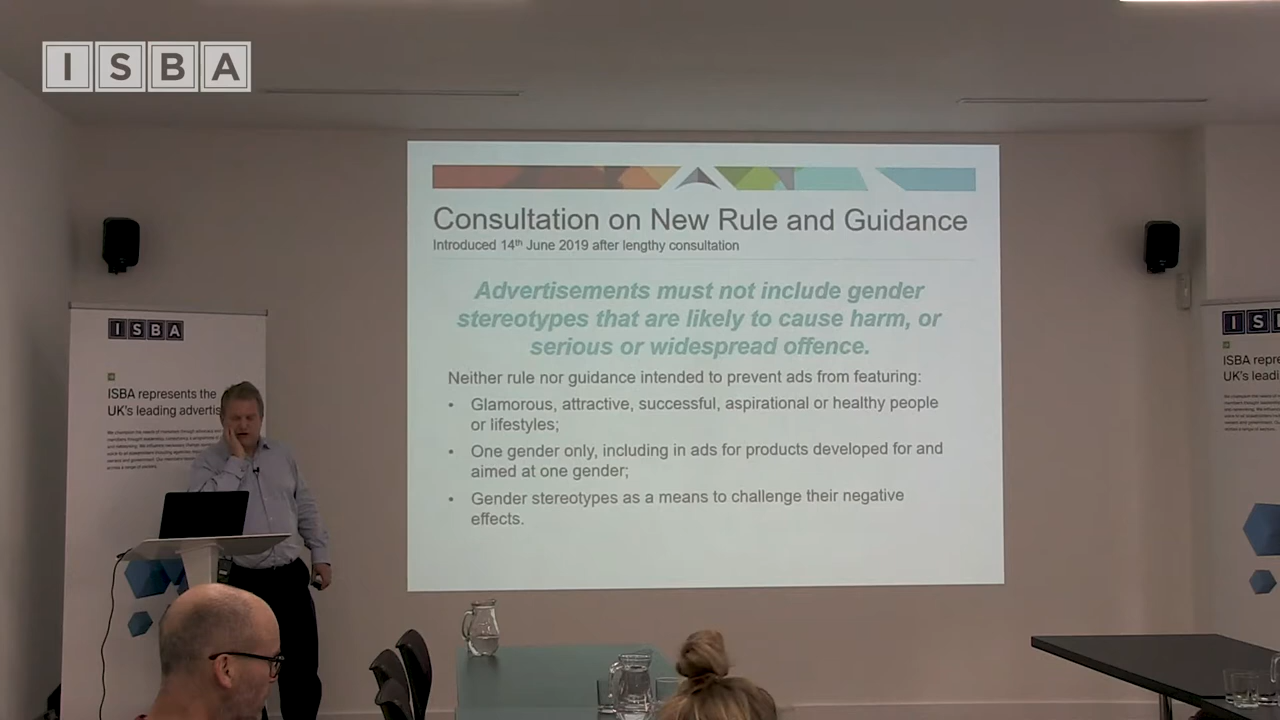 ISBA
Consultation on New Rule and Guidance
Introduced 14th June 2019 after lengthy consultation
Advertisements must not include gender
stereotypes that are likely to cause harm, or
serious or widespread offence.
Neither rule nor guidance intended to prevent ads from featuring:
• Glamorous, attractive, successful, aspirational or healthy people
or lifestyles;
• One gender only, including in ads for products developed for and
aimed at one gender;
• Gender stereotypes as a means to challenge their negative
effects.
ISBA
ISBA represents the
UK's leading advertis
IS
ISBA repre
UK's leadi